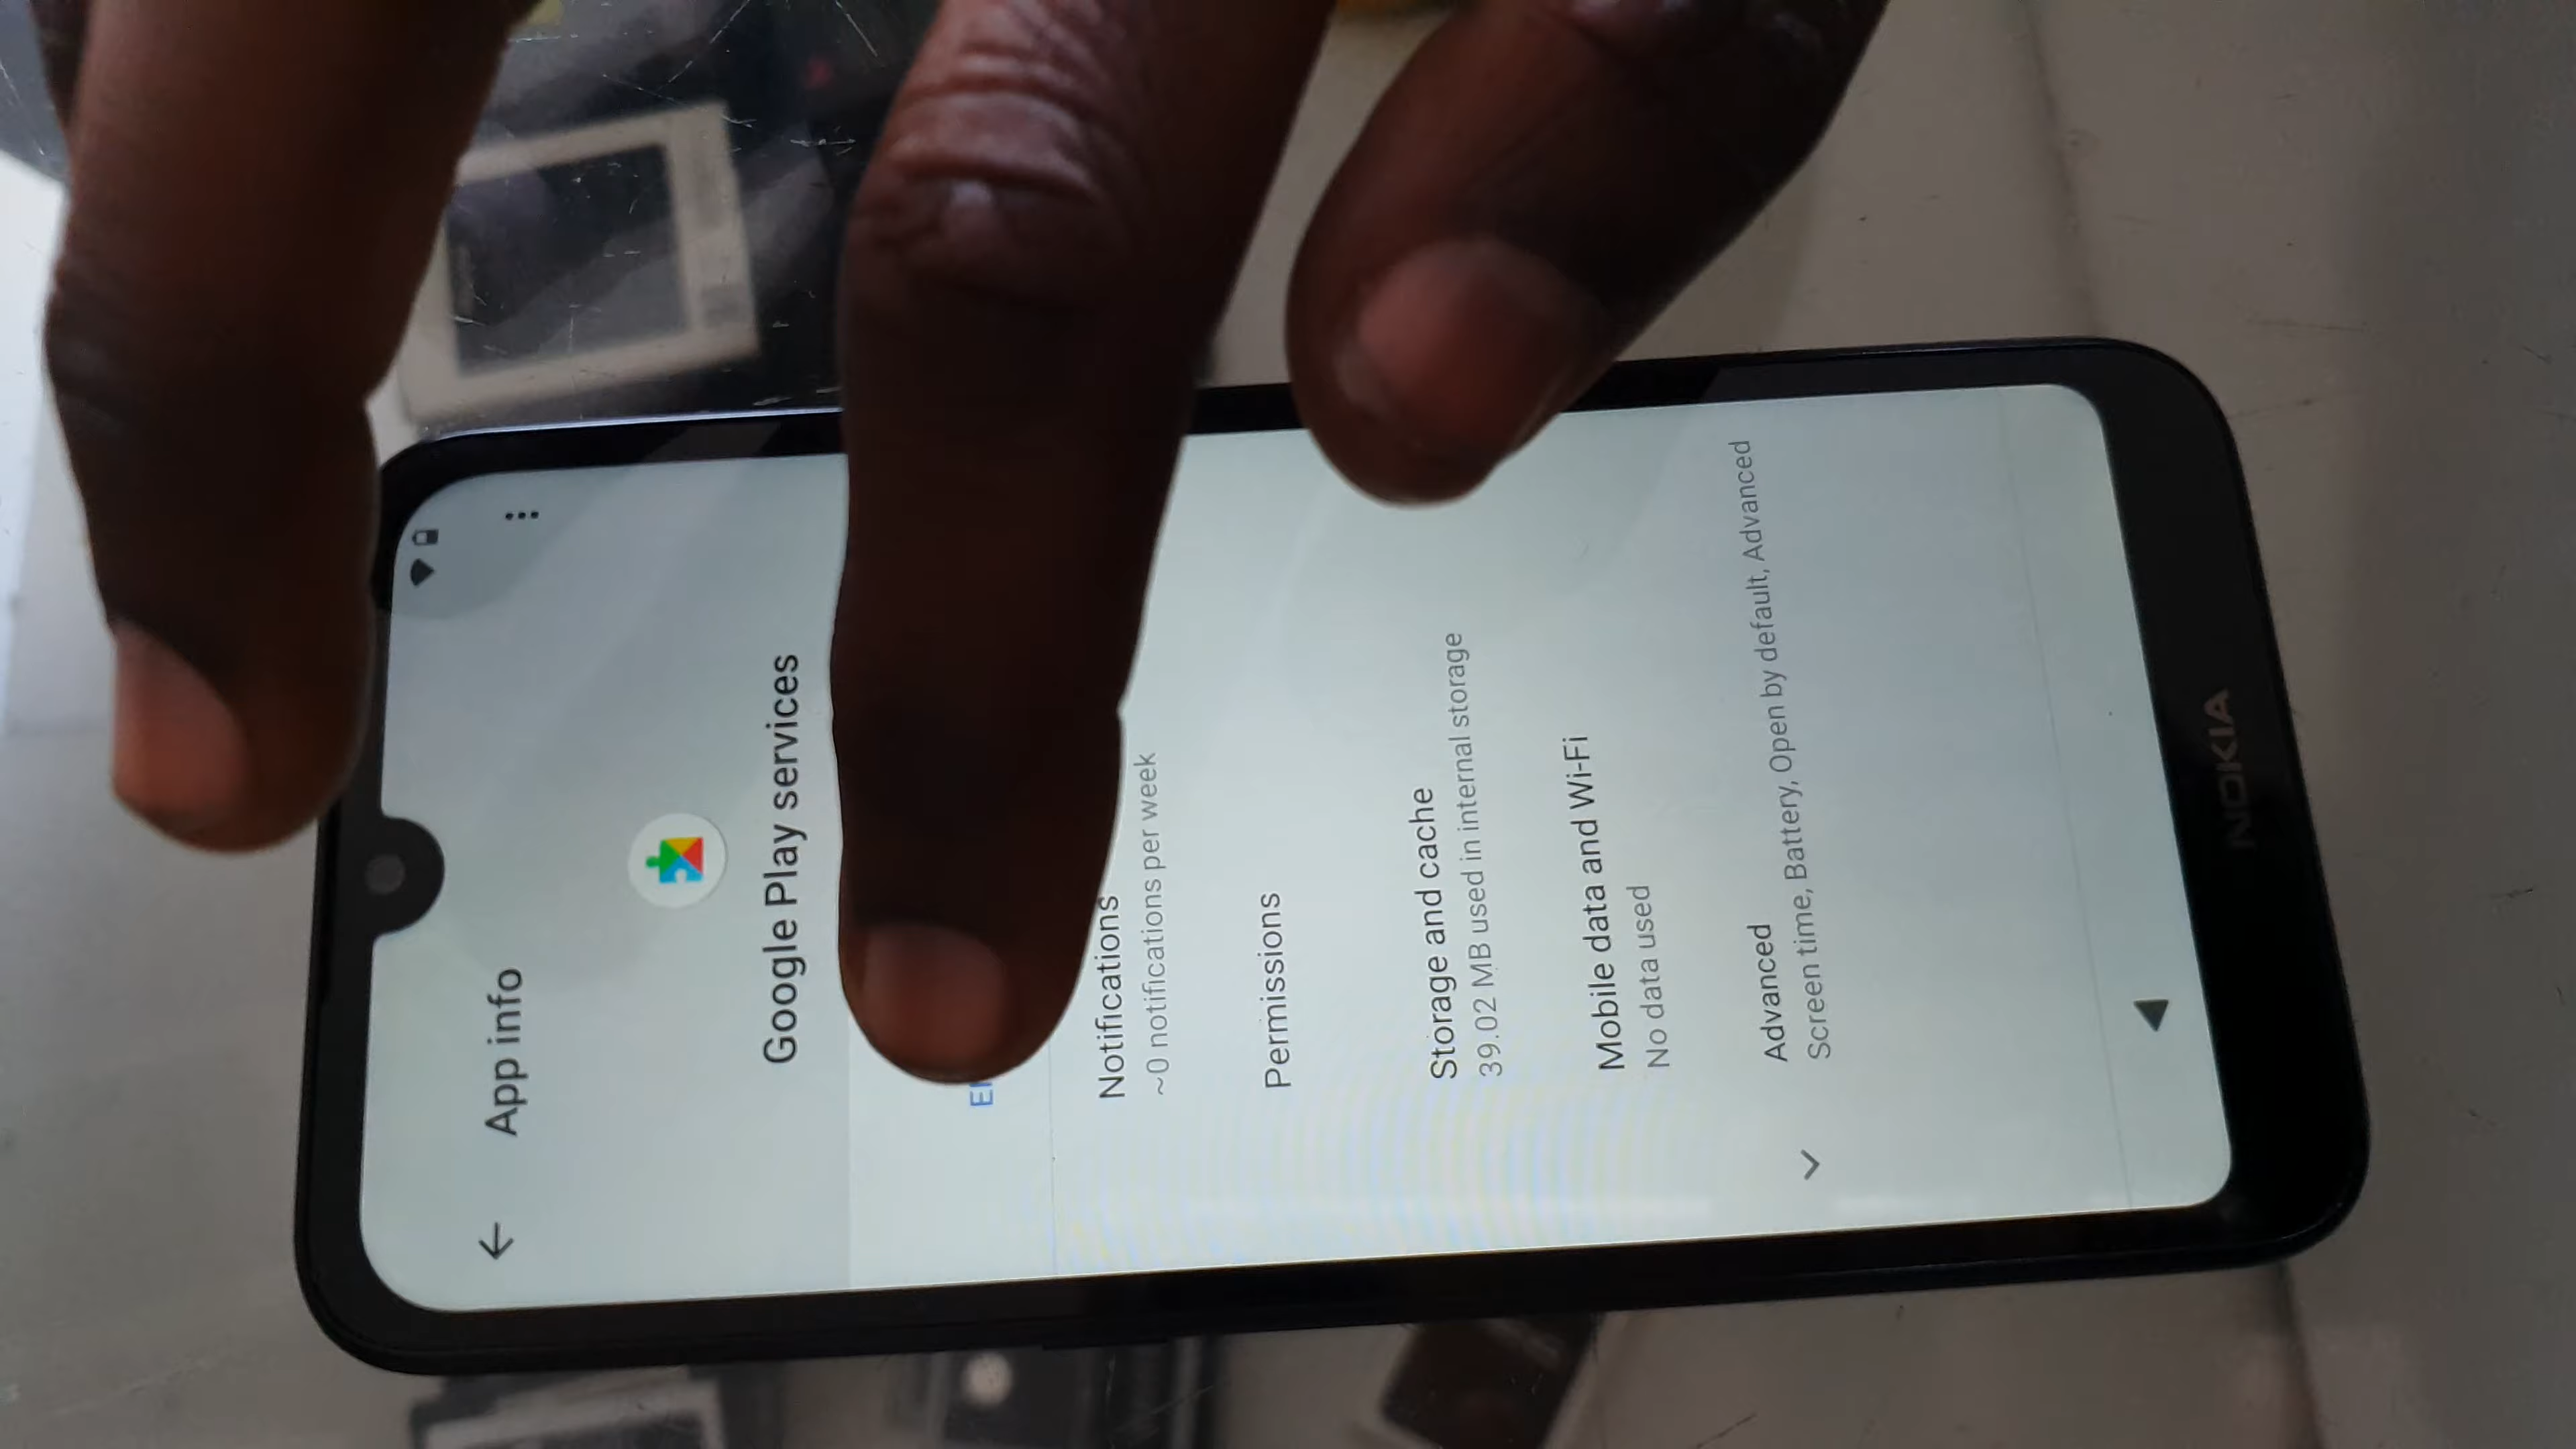 App info
Google Play services
Notifications
~0 notifications per week
Permissions
Storage and cache
39.02 MB used in internal storage
Mobile data and Wi-Fi
No data used
Advanced
Screen time, Battery, Open by default, Advanced
NOKIA